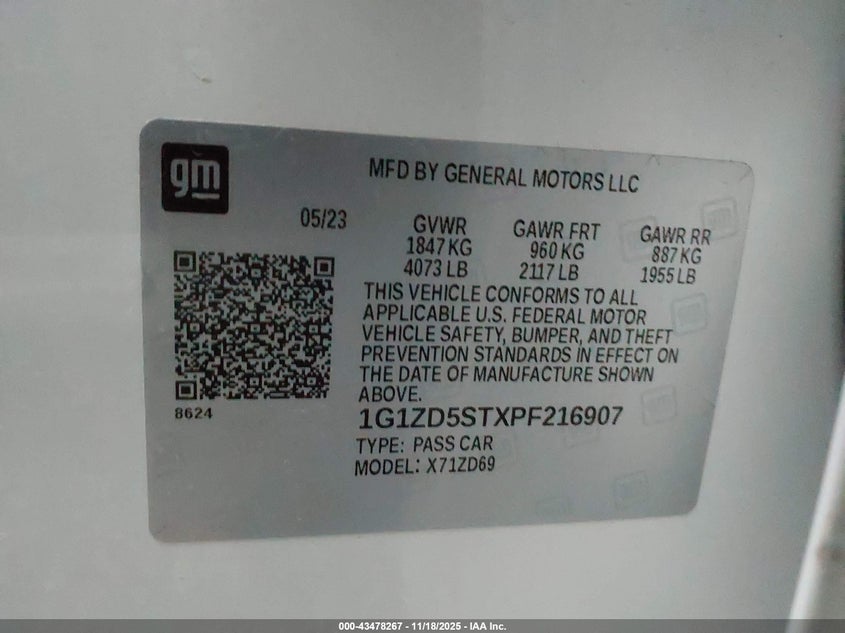 gm
MFD BY GENERAL MOTORS LLC
05/23
GVWR
1847 KG
4073 LB
GAWR FRT
960 KG
2117 LB
GAWR RR
887 KG
1955 LB
THIS VEHICLE CONFORMS TO ALL
APPLICABLE U.S. FEDERAL MOTOR
VEHICLE SAFETY, BUMPER, AND THEFT
PREVENTION STANDARDS IN EFFECT ON
THE DATE OF MANUFACTURE SHOWN
ABOVE.
8624
1G1ZD5STXPF216907
TYPE: PASS CAR
MODEL: X71ZD69
000-43478267 - 11/18/2025 - IAA Inc.